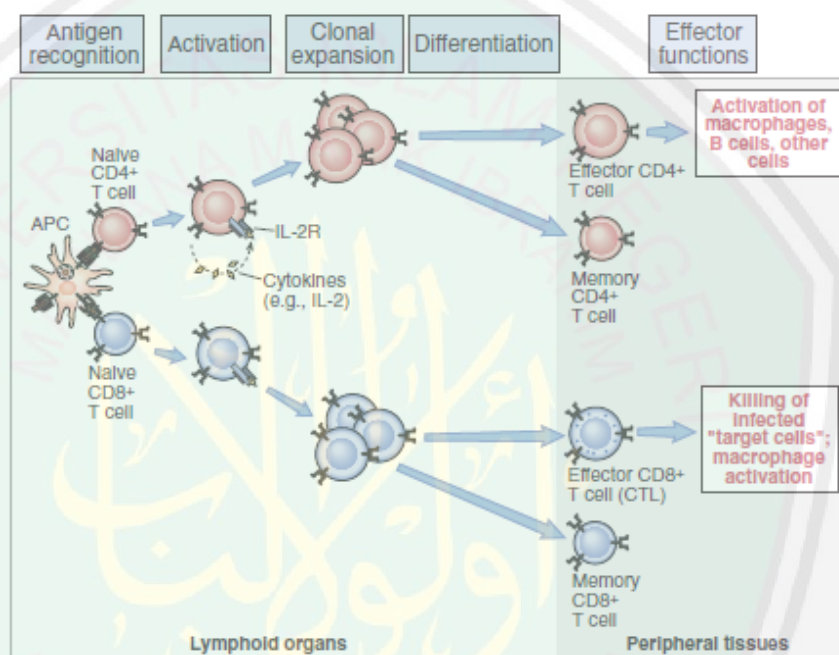 Antigen
recognition
Activation
Clonal
expansion
Differentiation
Effector
functions
Naive
CD4+
T cell
APC
IL-2R
Cytokines
(e.g., IL-2)
Naive
CD8+
T cell
Effector CD4+
T cell
Activation of
macrophages,
B cells, other
cells
Memory
CD4+
T cell
Effector CD8+
T cell (CTL)
Killing of
infected
"target cells";
macrophage
activation
Memory
CD8+
T cell
Lymphoid organs
Peripheral tissues